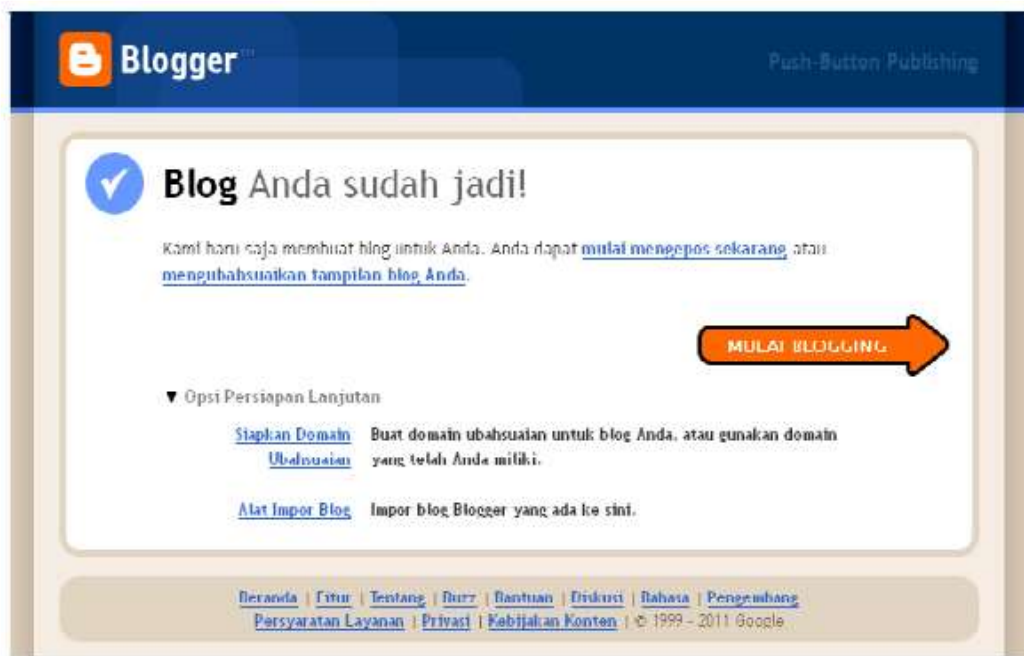 Blogger™
Push-Button Publishing
Blog Anda sudah jadi!
Kami baru saja membuat blog untuk Anda. Anda dapat mulai mengepos sekarang atau
mengubahsuaikan tampilan blog Anda.
MULAI BLOGGING
▼ Opsi Persiapan Lanjutan
Siapkan Domain Buat domain ubahsuaian untuk blog Anda, atau gunakan domain
Ubahsuaian yang telah Anda miliki.
Alat Impor Blog Impor blog Blogger yang ada ke sini.
Beranda | Fitur | Tentang | Buzz | Bantuan | Diskusi | Bahasa | Pengembang
Persyaratan Layanan | Privasi | Kebijakan Konten | © 1999 - 2011 Google